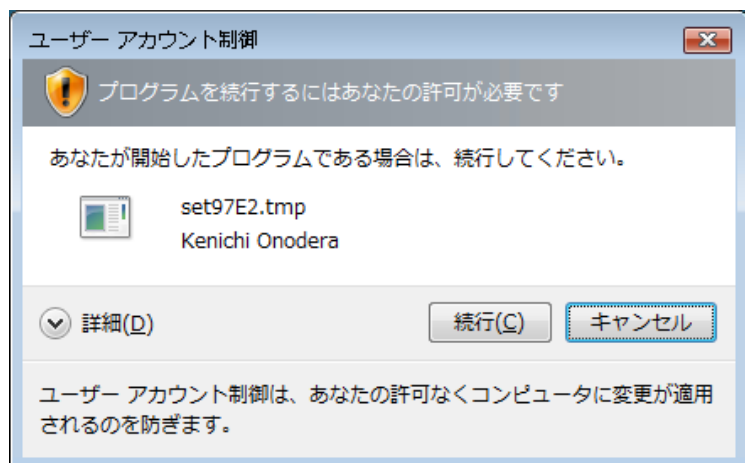 ユーザー アカウント制御
プログラムを続行するにはあなたの許可が必要です
あなたが開始したプログラムである場合は、続行してください。
set97E2.tmp
Kenichi Onodera
詳細(D)
続行(C)
キャンセル
ユーザー アカウント制御は、あなたの許可なくコンピュータに変更が適用
されるのを防ぎます。